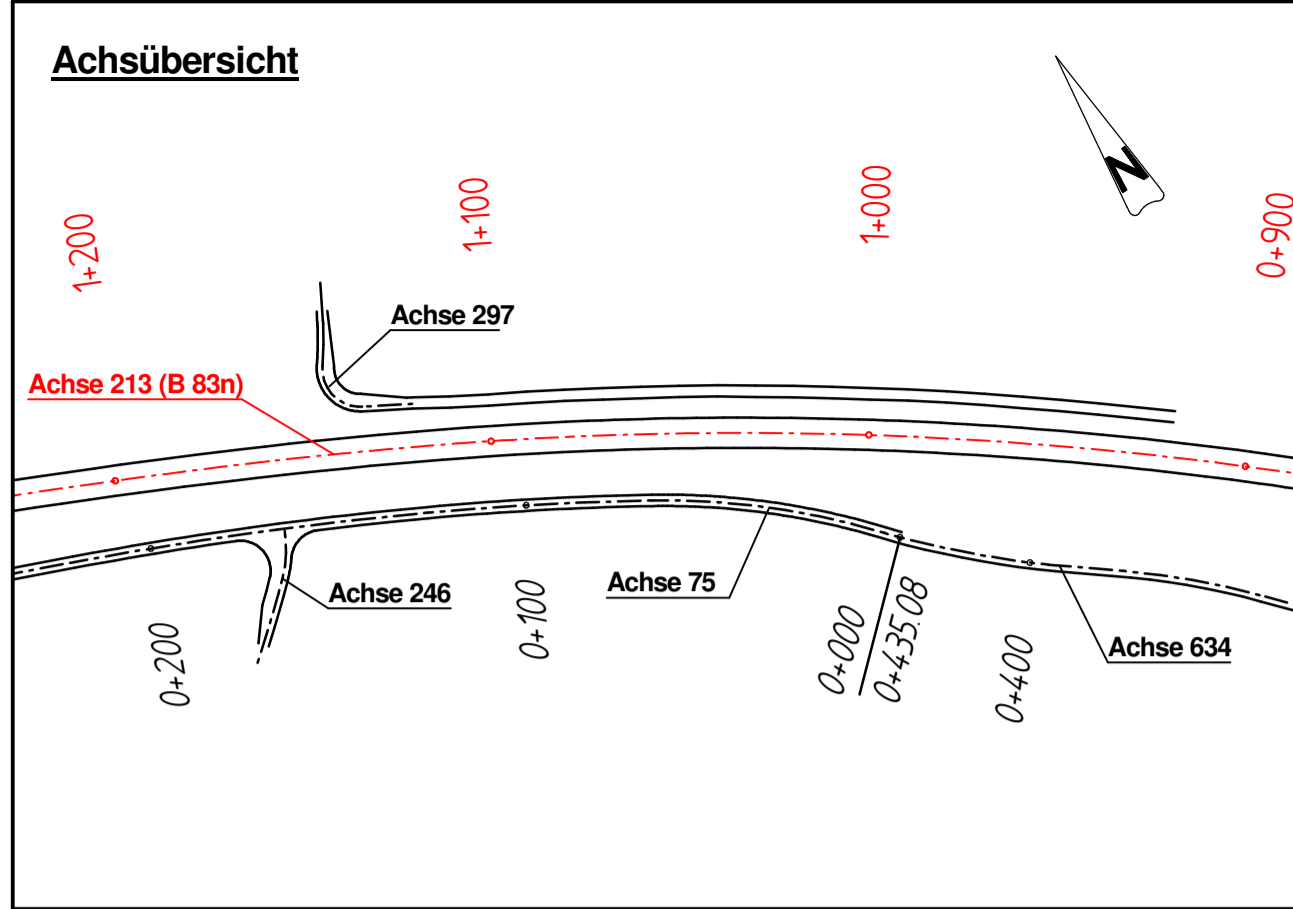 Achsübersicht
N
1+200
1+100
1+000
0+900
Achse 297
Achse 213 (B 83n)
Achse 246
Achse 75
0+200
0+100
0+000
0+435.08
0+400
Achse 634